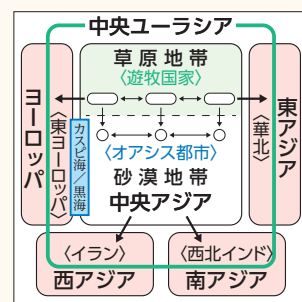 中央ユーラシア
草原地帯
〈遊牧国家〉
ヨーロッパ
〈東ヨーロッパ〉
カスピ海／黒海
〈オアシス都市〉
砂漠地帯
中央アジア
〈華北〉
東アジア
〈イラン〉
西アジア
〈西北インド〉
南アジア